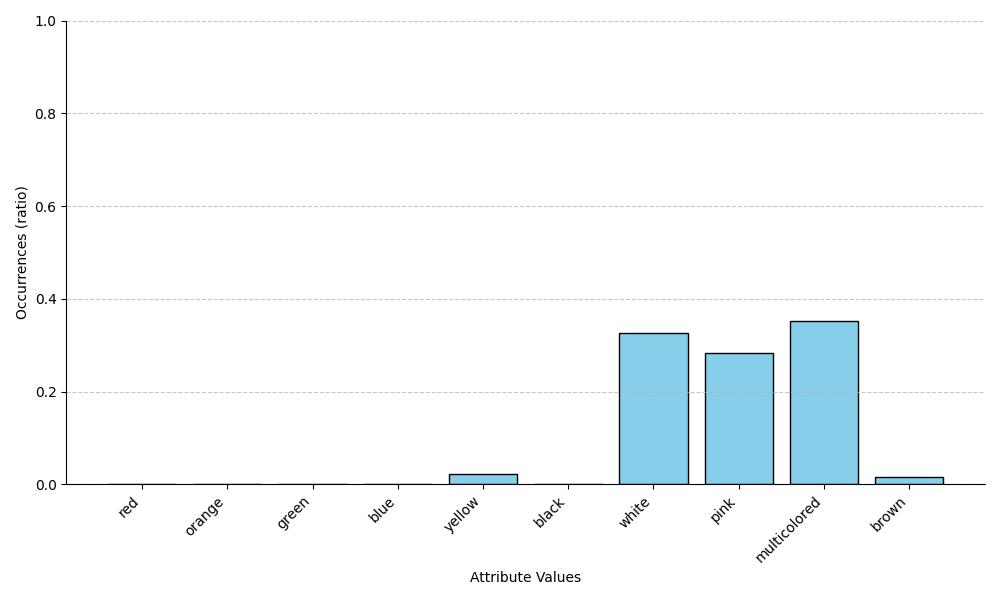 1.0
0.8
0.6
0.4
0.2
0.0
Occurrences (ratio)
red
orange
green
blue
yellow
black
white
pink
multicolored
brown
Attribute Values